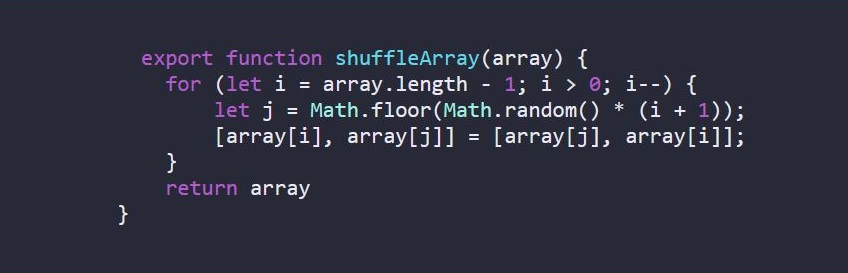 export function shuffleArray(array) {
for (let i = array.length - 1; i > 0; i--) {
let j = Math.floor(Math.random() * (i + 1));
[array[i], array[j]] = [array[j], array[i]];
}
return array
}